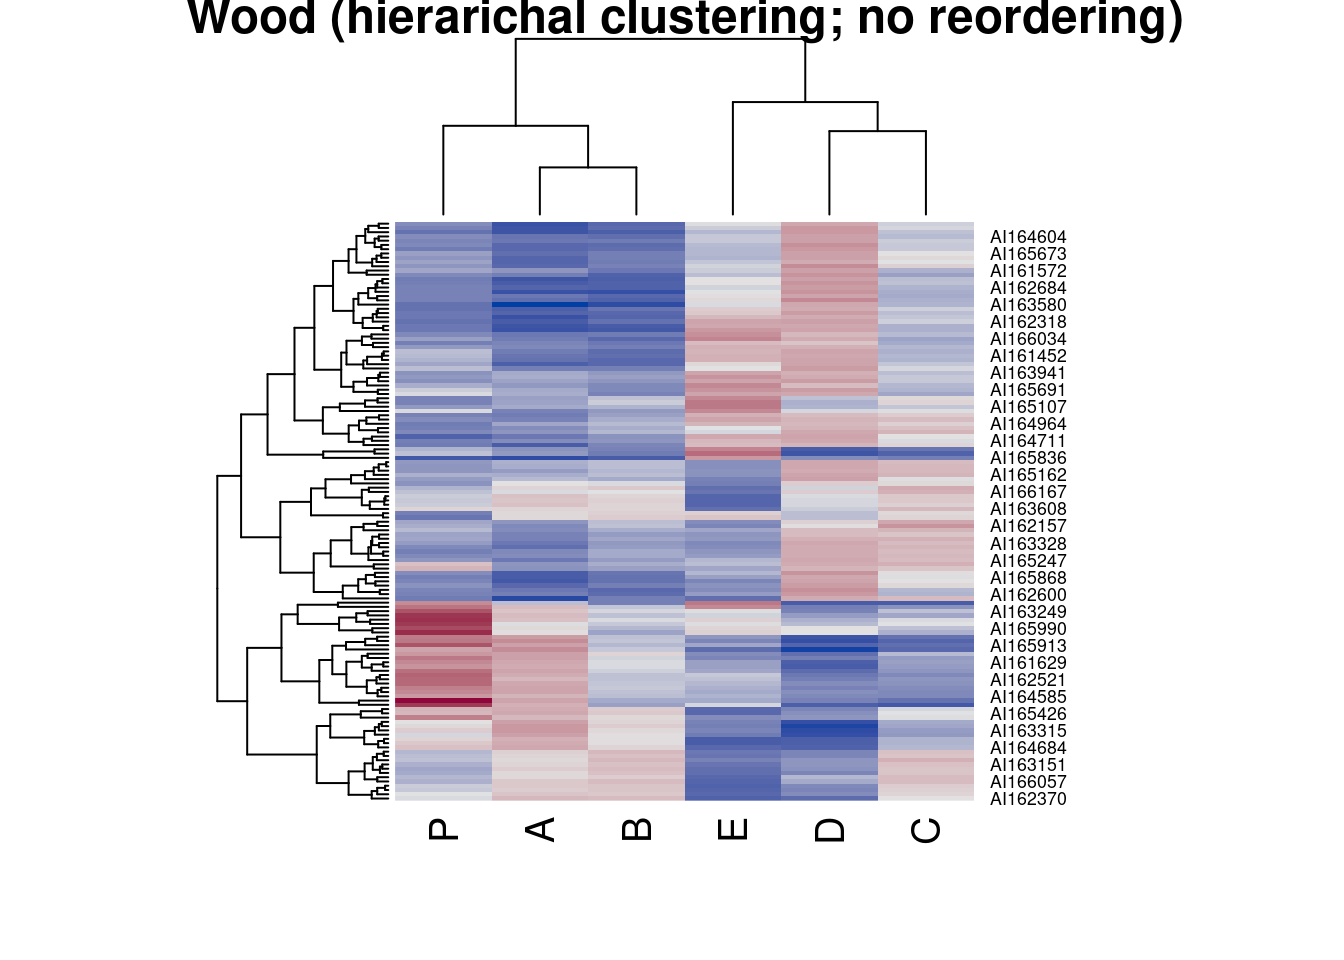 Wood (hierarichal clustering; no reordering)
AI164604
AI165673
AI161572
AI162684
AI163580
AI162318
AI166034
AI161452
AI163941
AI165691
AI165107
AI164964
AI164711
AI165836
AI165162
AI166167
AI163608
AI162157
AI163328
AI165247
AI165868
AI162600
AI163249
AI165990
AI165913
AI161629
AI162521
AI164585
AI165426
AI163315
AI164684
AI163151
AI166057
AI162370
P A B E D C